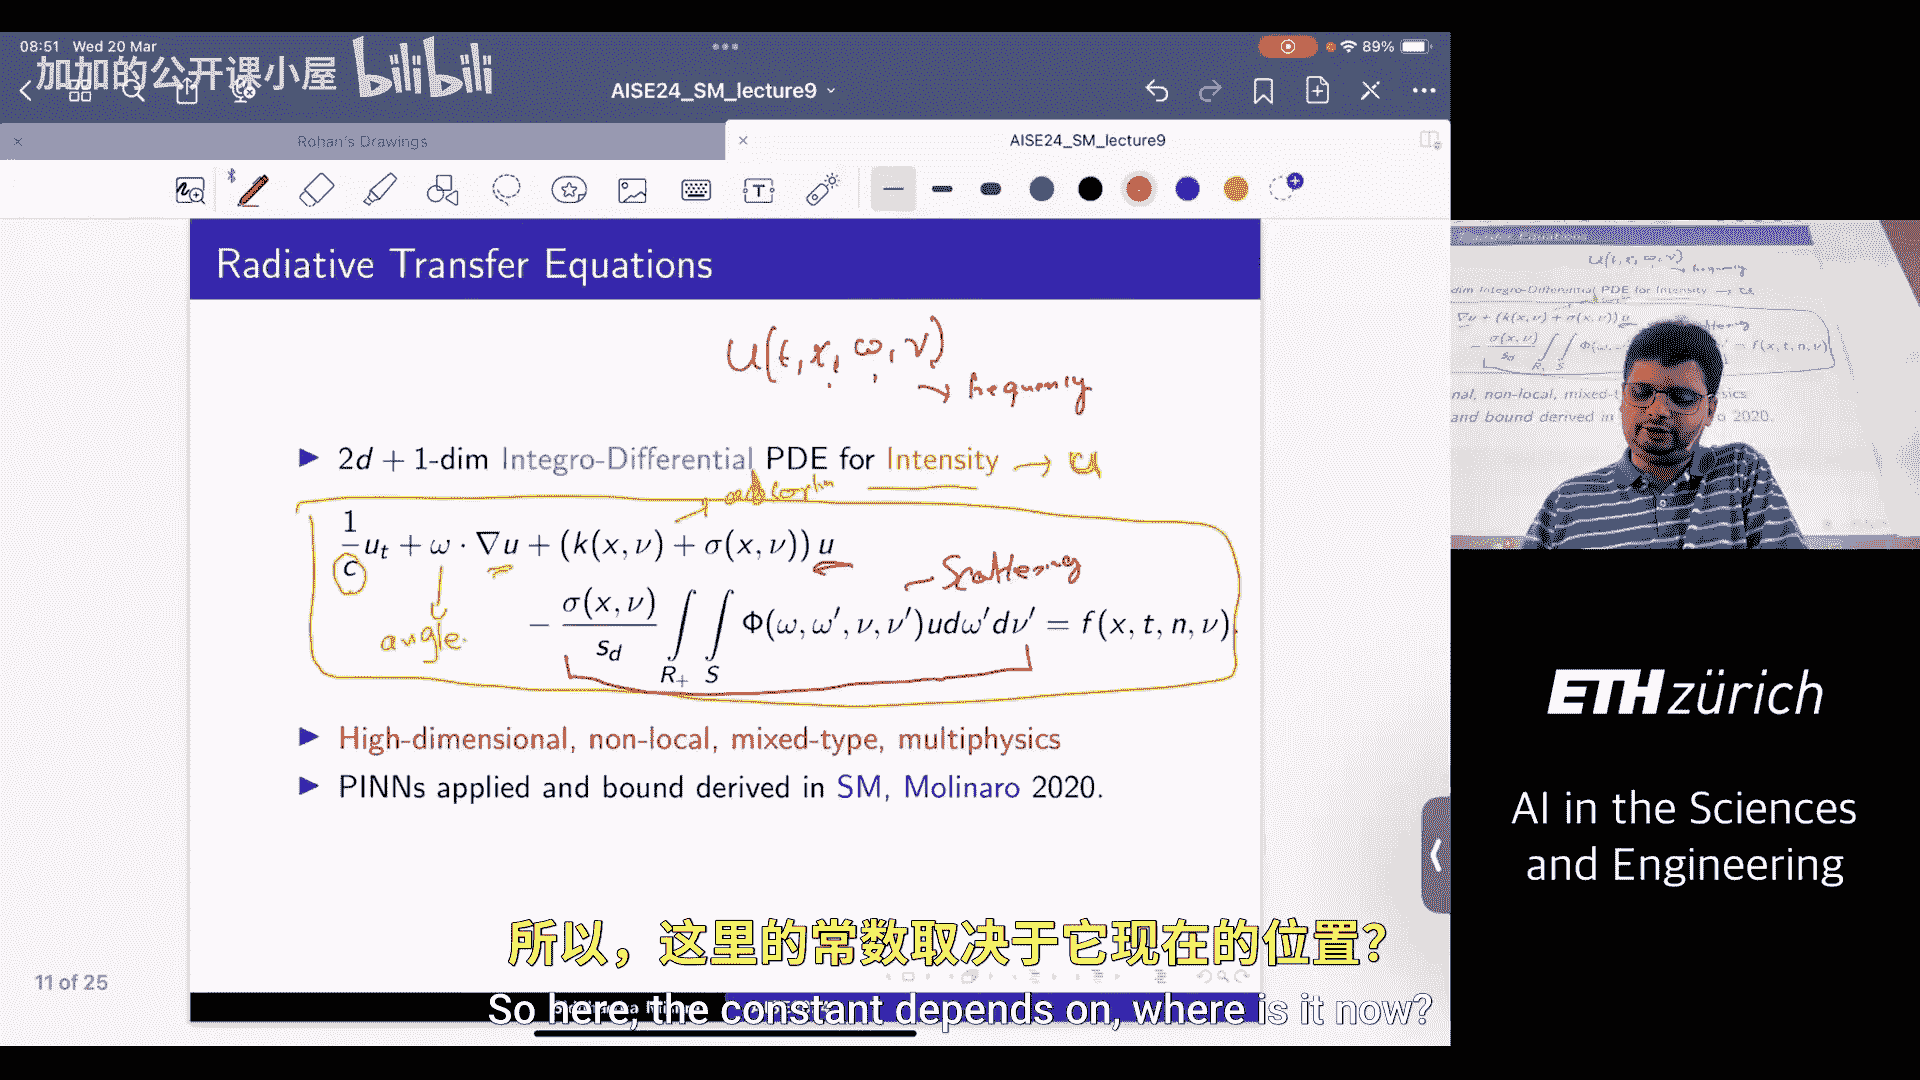 08:51 Wed 20 Mar
89%
加加的公开课小屋 bilibili
AISE24_SM_lecture9
Rohan's Drawings
AISE24_SM_lecture9
Radiative Transfer Equations
u(t, x, ω, ν)
→ frequency
2d + 1-dim Integro-Differential PDE for Intensity → u
1/c u_t + ω · ∇u + (k(x, ν) + σ(x, ν)) u
angle
Scattering
− σ(x, ν)/s_d ∫_{R_+} ∫_S Φ(ω, ω′, ν, ν′)udω′dν′ = f(x, t, n, ν).
High-dimensional, non-local, mixed-type, multiphysics
PINNs applied and bound derived in SM, Molinaro 2020.
11 of 25
所以，这里的常数取决于它现在的位置？
So here, the constant depends on, where is it now?
ETH zürich
AI in the Sciences
and Engineering